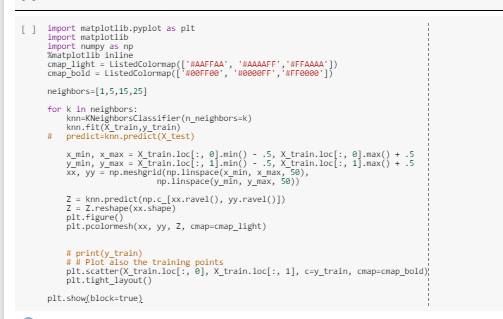 [ ] import matplotlib.pyplot as plt
import matplotlib
import numpy as np
%matplotlib inline
cmap_light = ListedColormap(['#AAFFAA', '#AAAAFF','#FFAAAA'])
cmap_bold = ListedColormap(['#00FF00', '#0000FF','#FF0000'])
neighbors=[1,5,15,25]
for k in neighbors:
knn=KNeighborsClassifier(n_neighbors=k)
knn.fit(X_train,y_train)
# predict=knn.predict(X_test)
x_min, x_max = X_train.loc[:, 0].min() - .5, X_train.loc[:, 0].max() + .5
y_min, y_max = X_train.loc[:, 1].min() - .5, X_train.loc[:, 1].max() + .5
xx, yy = np.meshgrid(np.linspace(x_min, x_max, 50),
np.linspace(y_min, y_max, 50))
Z = knn.predict(np.c_[xx.ravel(), yy.ravel()])
Z = Z.reshape(xx.shape)
plt.figure()
plt.pcolormesh(xx, yy, Z, cmap=cmap_light)
# print(y_train)
# # Plot also the training points
plt.scatter(X_train.loc[:, 0], X_train.loc[:, 1], c=y_train, cmap=cmap_bold)
plt.tight_layout()
plt.show(block=true)